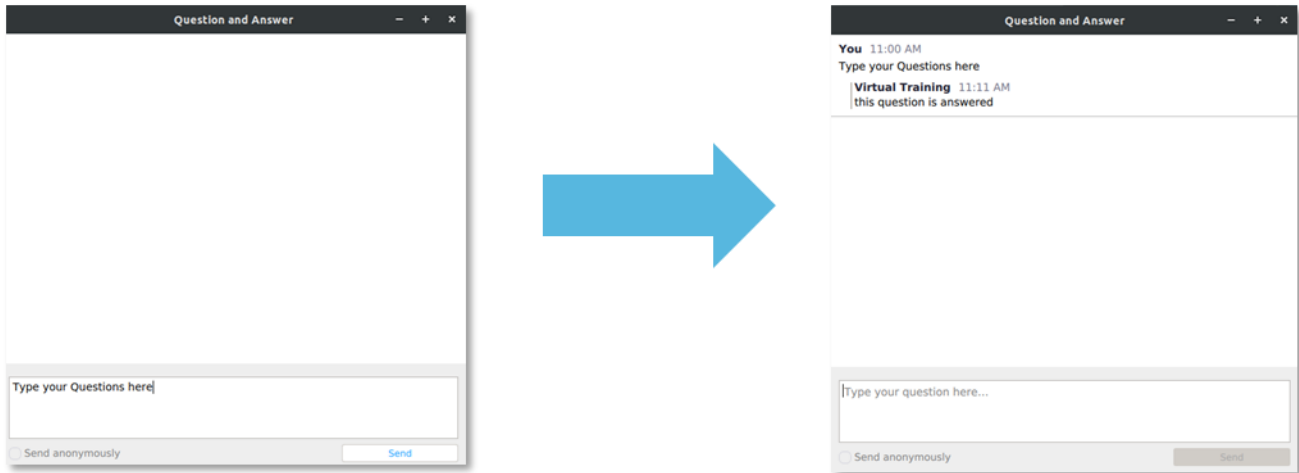 Question and Answer
Type your Questions here
Send anonymously
Send
Question and Answer
You 11:00 AM
Type your Questions here
Virtual Training 11:11 AM
this question is answered
Type your question here...
Send anonymously
Send